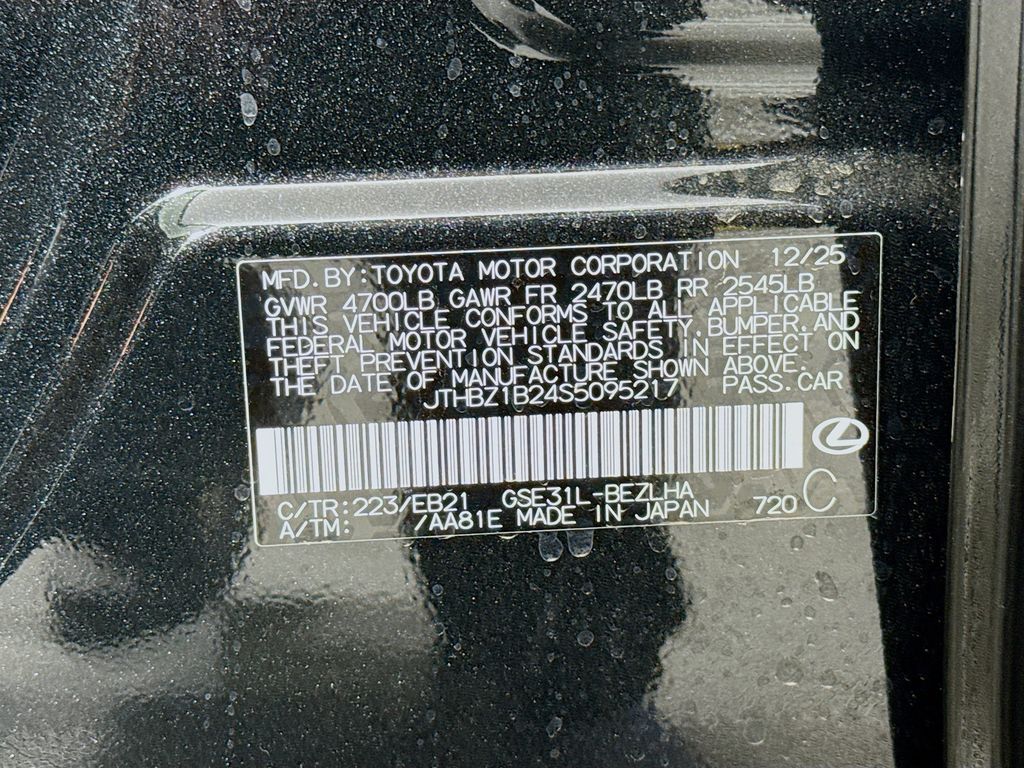 MFD.BY:TOYOTA MOTOR CORPORATION 12/25
GVWR 4700LB GAWR FR 2470LB RR 2545LB
THIS VEHICLE CONFORMS TO ALL APPLICABLE
FEDERAL MOTOR VEHICLE SAFETY,BUMPER,AND
THEFT PREVENTION STANDARDS IN EFFECT ON
THE DATE OF MANUFACTURE SHOWN ABOVE.
JTHBZ1B24S5095217 PASS.CAR
C/TR:223/EB21 GSE31L-BEZLHA
A/TM: /AA81E MADE IN JAPAN 720 C